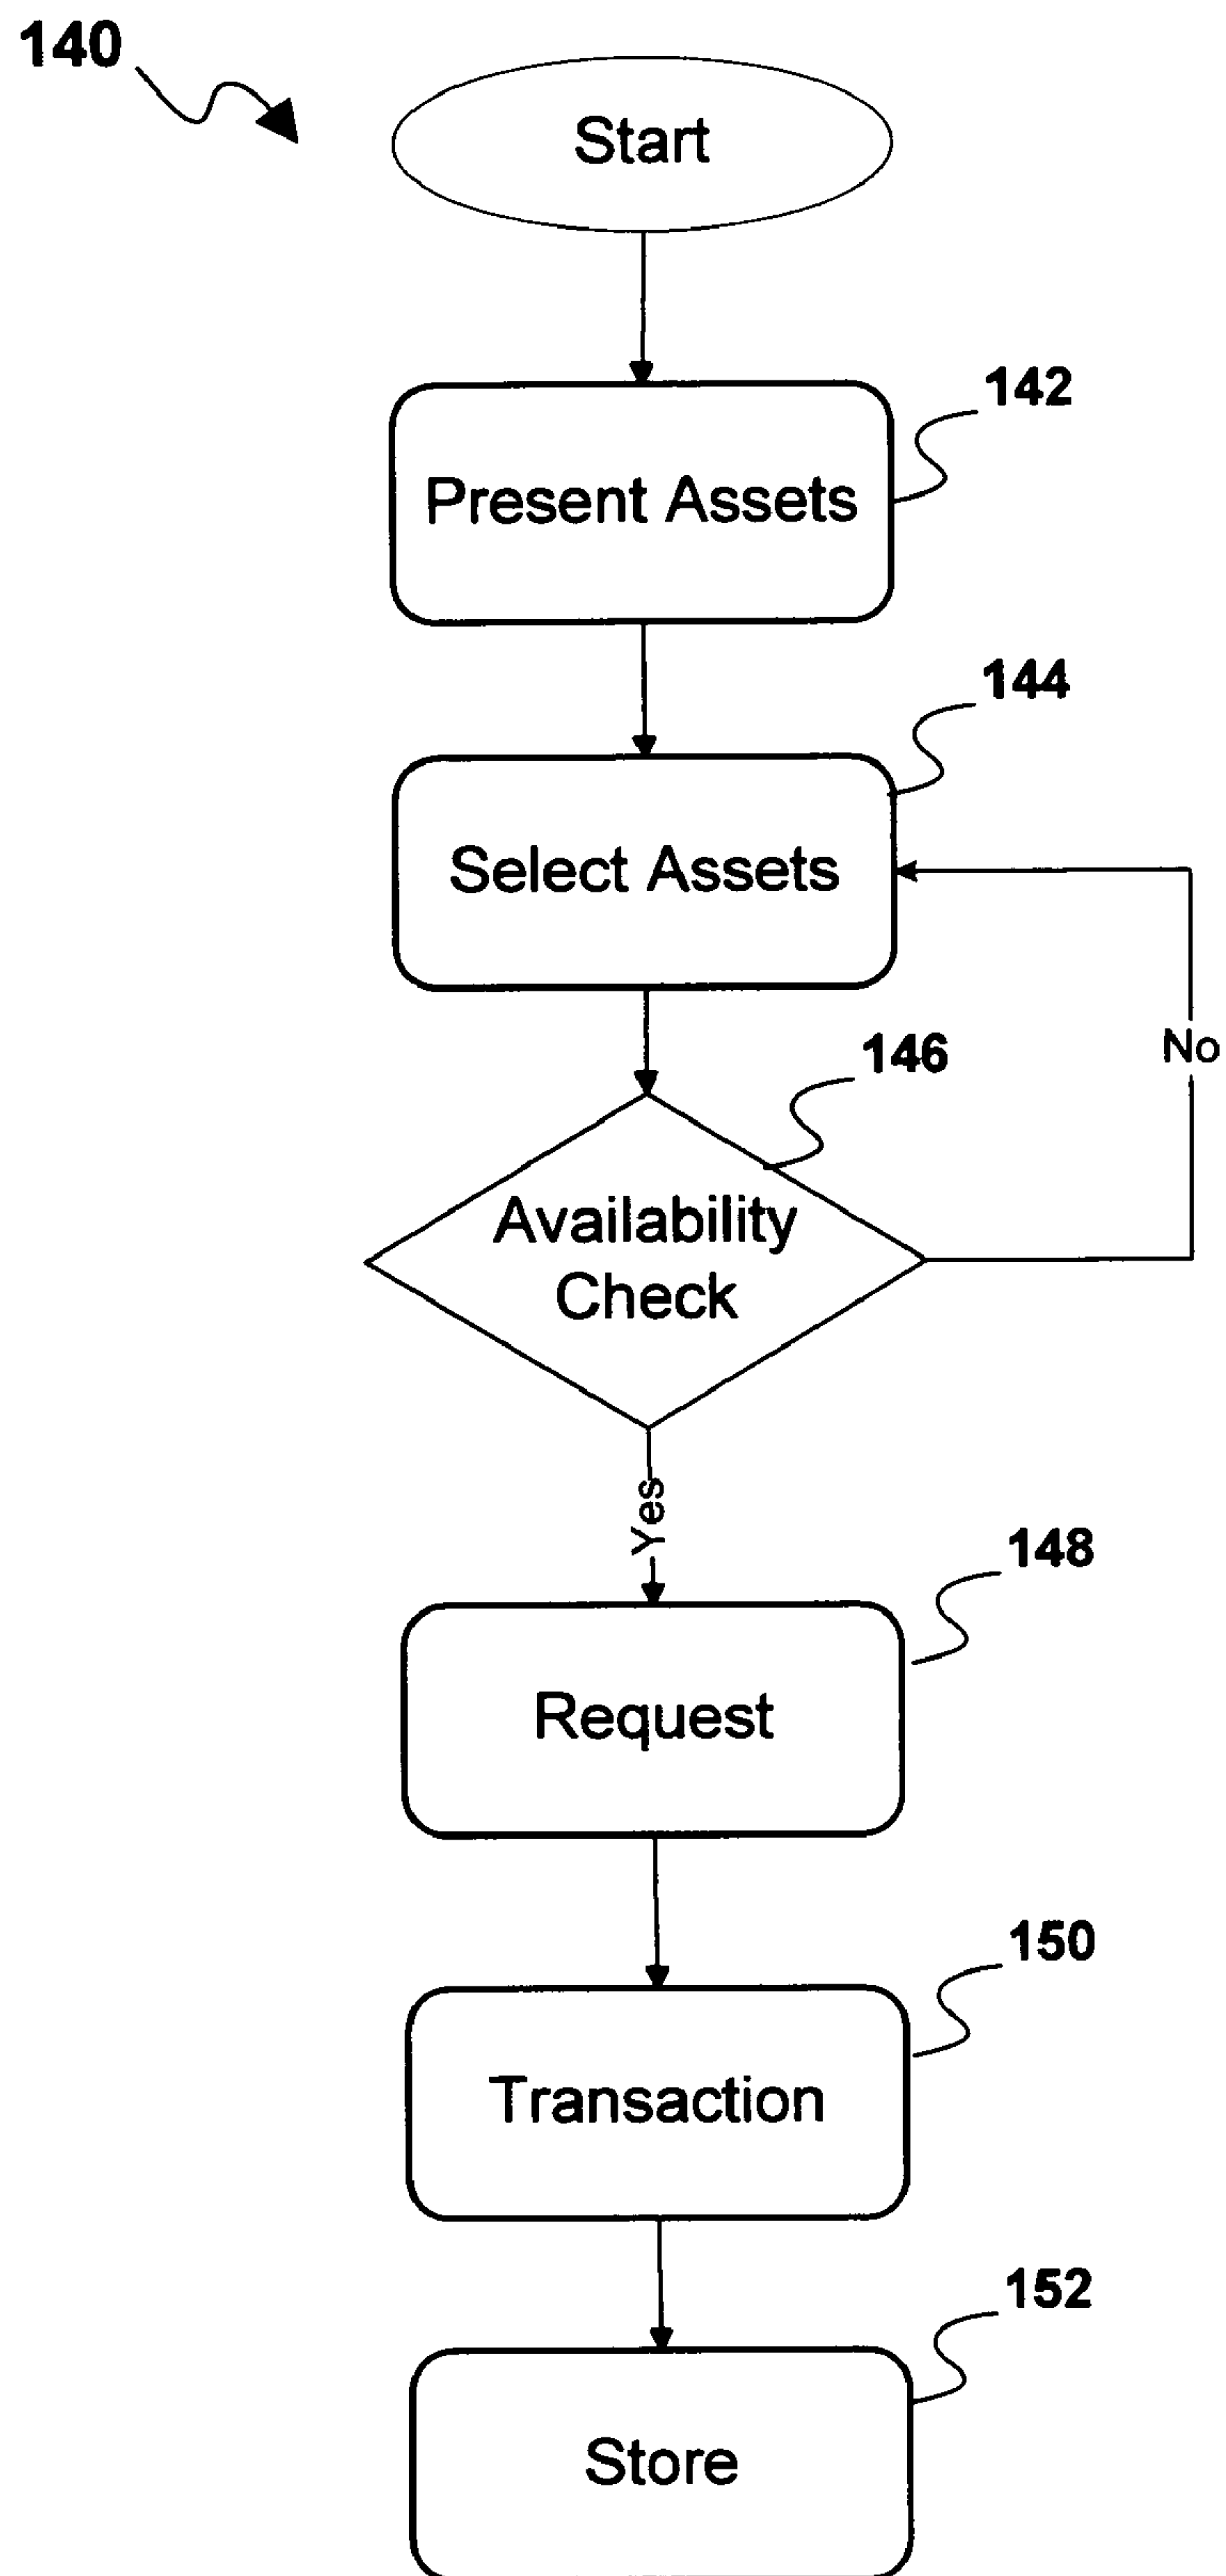 140
Start
142
Present Assets
144
Select Assets
No
146
Availability
Check
Yes
148
Request
150
Transaction
152
Store